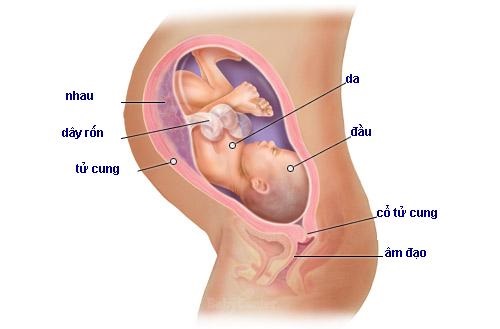 da
nhau
đầu
dây rốn
tử cung
cổ tử cung
âm đạo